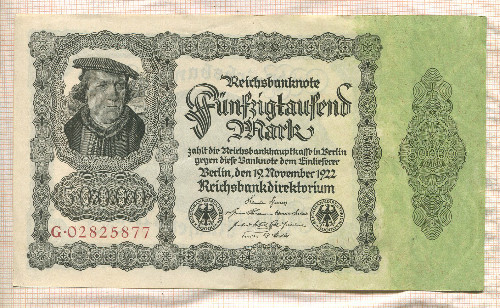 Reichsbanknote
Fünfzigtausend
Mark
zahlt die Reichsbankhauptkasse in Berlin
gegen diese Banknote dem Einlieferer
Berlin, den 19. November 1922
Reichsbankdirektorium
50000
G·02825877